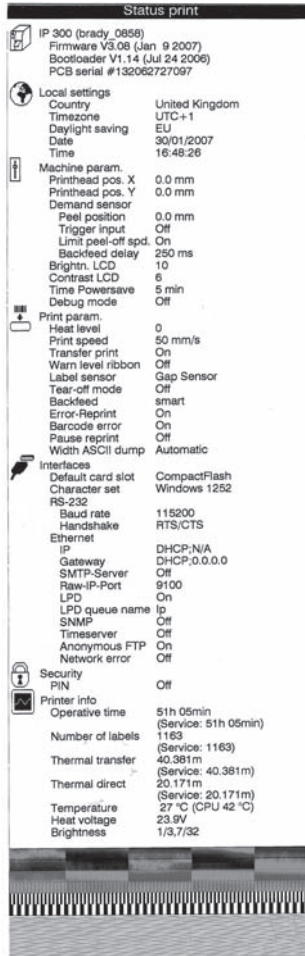 Status print
IP 300 (brady_0858)
Firmware V3.08 (Jan 9 2007)
Bootloader V1.14 (Jul 24 2006)
PCB serial #132062727097
Local settings
Country United Kingdom
Timezone UTC+1
Daylight saving EU
Date 30/01/2007
Time 16:48:26
Machine param.
Printhead pos. X 0.0 mm
Printhead pos. Y 0.0 mm
Demand sensor
Peel position 0.0 mm
Trigger input Off
Limit peel-off spd. On
Backfeed delay 250 ms
Brightn. LCD 10
Contrast LCD 6
Time Powersave 5 min
Debug mode Off
Print param.
Heat level 0
Print speed 50 mm/s
Transfer print On
Warn level ribbon Off
Label sensor Gap Sensor
Tear-off mode Off
Backfeed smart
Error-Reprint On
Barcode error On
Pause reprint Off
Width ASCII dump Automatic
Interfaces
Default card slot CompactFlash
Character set Windows 1252
RS-232
Baud rate 115200
Handshake RTS/CTS
Ethernet
IP DHCP;N/A
Gateway DHCP;0.0.0.0
SMTP-Server Off
Raw-IP-Port 9100
LPD On
LPD queue name lp
SNMP Off
Timeserver Off
Anonymous FTP On
Network error Off
Security
PIN Off
Printer info
Operative time 51h 05min
(Service: 51h 05min)
Number of labels 1163
(Service: 1163)
Thermal transfer 40.381m
(Service: 40.381m)
Thermal direct 20.171m
(Service: 20.171m)
Temperature 27 °C (CPU 42 °C)
Heat voltage 23.9V
Brightness 1/3,7/32